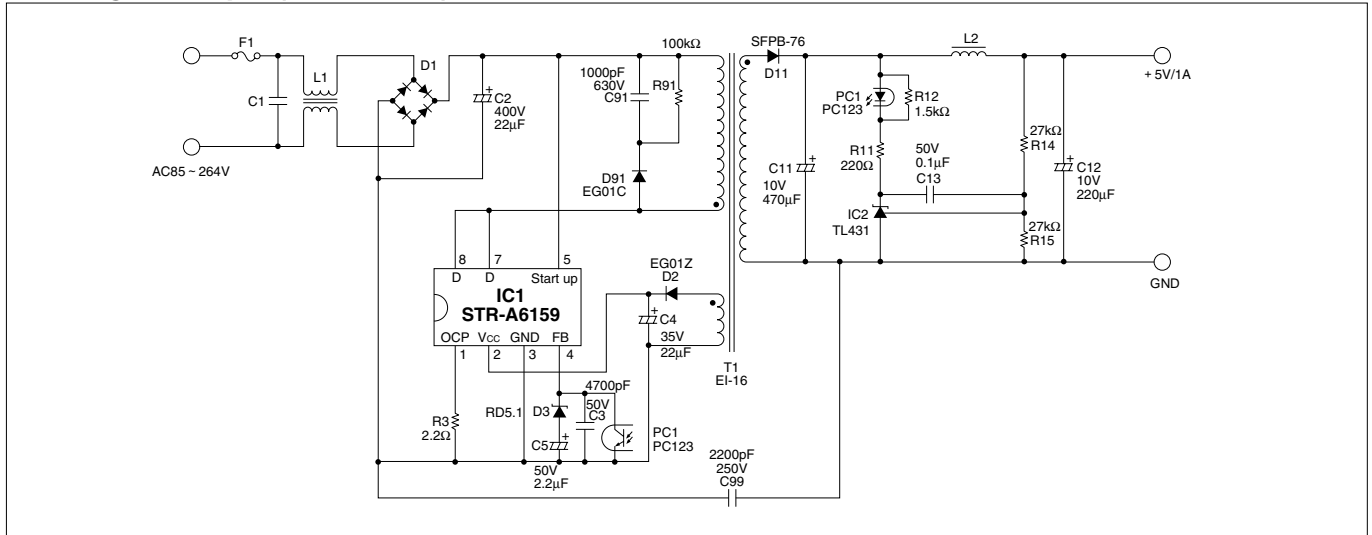 F1
C1
L1
D1
AC85 ~ 264V
+
C2
400V
22μF
100kΩ
1000pF
630V
C91
R91
D91
EG01C
SFPB-76
D11
L2
+ 5V/1A
PC1
PC123
R12
1.5kΩ
R11
220Ω
50V
0.1μF
C13
27kΩ
R14
+
C11
10V
470μF
+
C12
10V
220μF
IC2
TL431
27kΩ
R15
GND
8
7
5
D
D
Start up
IC1
STR-A6159
OCP
Vcc
GND
FB
1
2
3
4
EG01Z
D2
+
C4
35V
22μF
T1
EI-16
R3
2.2Ω
RD5.1
D3
4700pF
50V
C3
+
C5
50V
2.2μF
PC1
PC123
2200pF
250V
C99